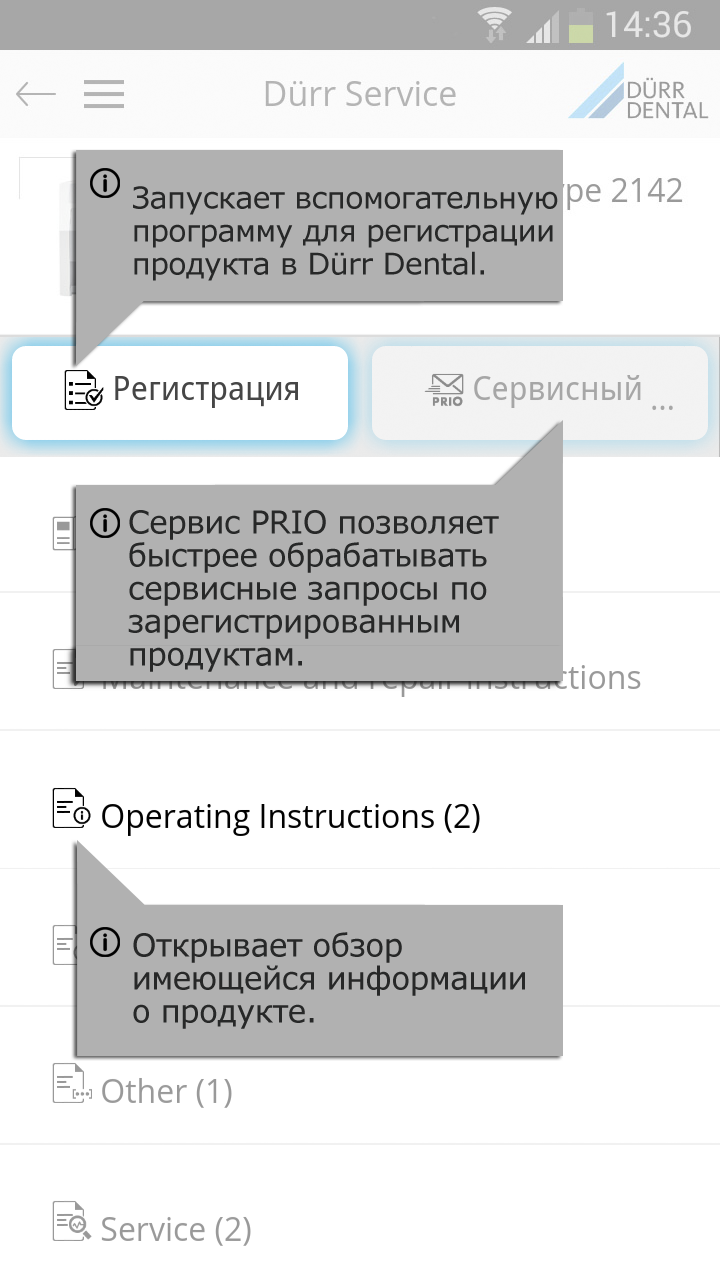 14:36
Dürr Service
DÜRR
DENTAL
ype 2142
Запускает вспомогательную
программу для регистрации
продукта в Dürr Dental.
Регистрация
PRIO
Сервисный ...
Сервис PRIO позволяет
быстрее обрабатывать
сервисные запросы по
зарегистрированным
продуктам.
Maintenance and repair instructions
Operating Instructions (2)
Открывает обзор
имеющейся информации
о продукте.
Other (1)
Service (2)